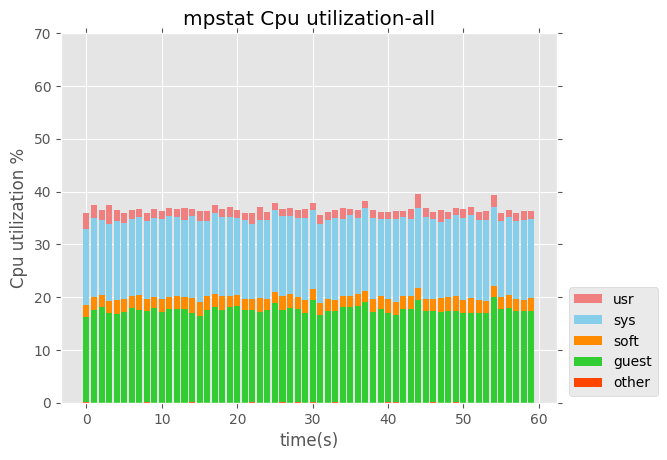 mpstat Cpu utilization-all
Cpu utilization %
70
60
50
40
30
20
10
0
0 10 20 30 40 50 60
time(s)
usr
sys
soft
guest
other